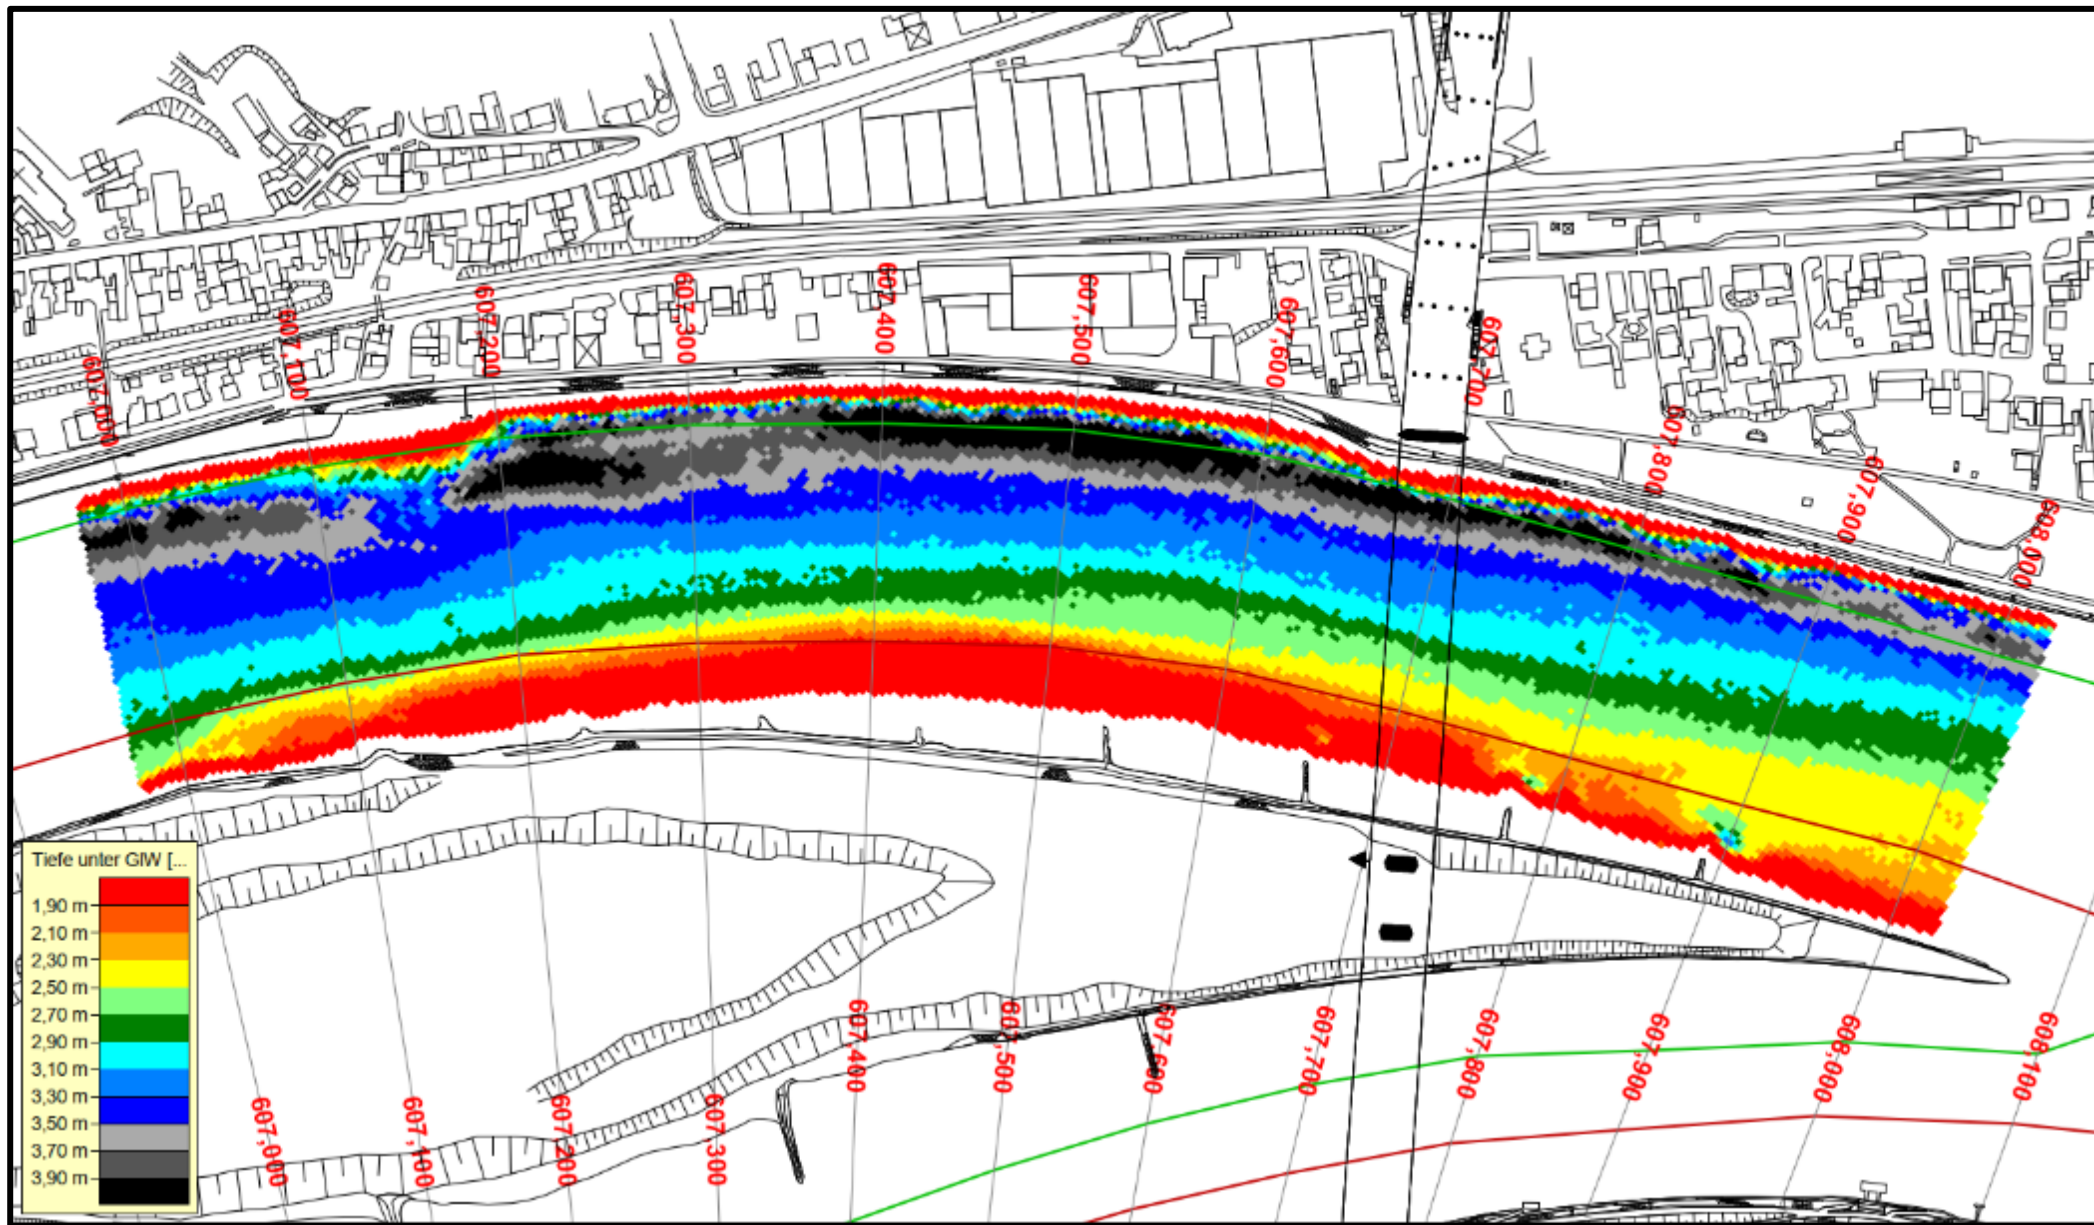 607,000
607,100
607,200
607,300
607,400
607,500
607,600
607,700
607,800
607,900
608,000
Tiefe unter GlW [...
1,90 m
2,10 m
2,30 m
2,50 m
2,70 m
2,90 m
3,10 m
3,30 m
3,50 m
3,70 m
3,90 m
607,000
607,100
607,200
607,300
607,400
607,500
607,600
607,700
607,800
607,900
608,000
608,100